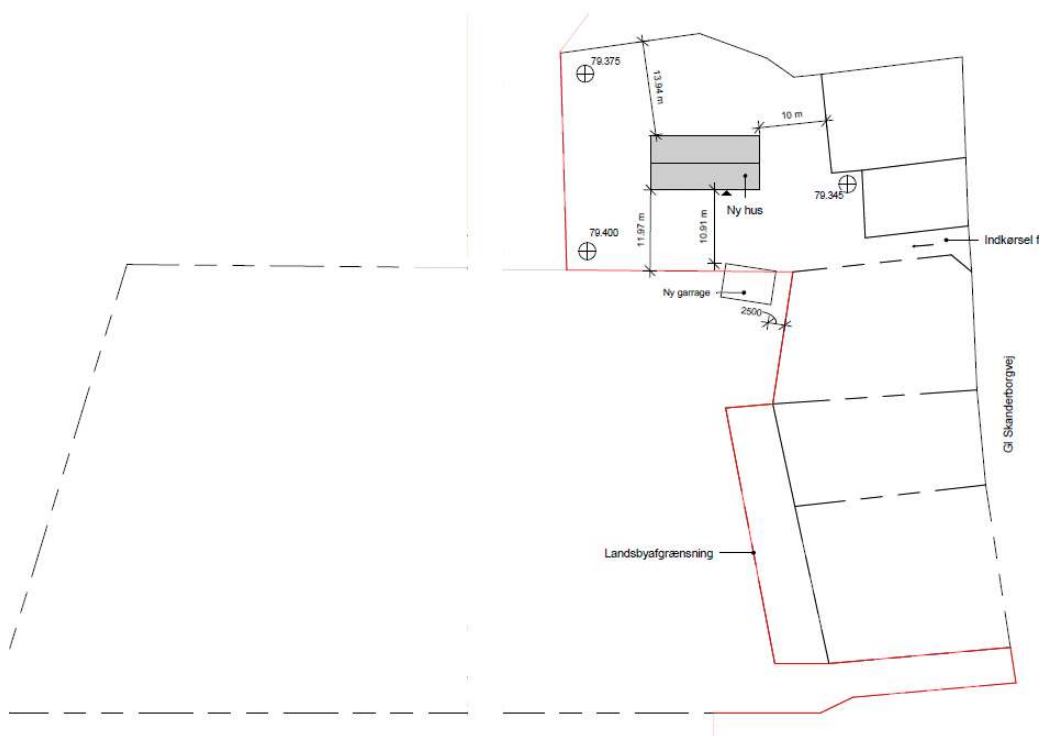 79.375
13.94 m
10 m
79.345
Ny hus
79.400
11.97 m
10.91 m
Indkørsel f
Ny garrage
2500
Gl Skanderborgvej
Landsbyafgrænsning